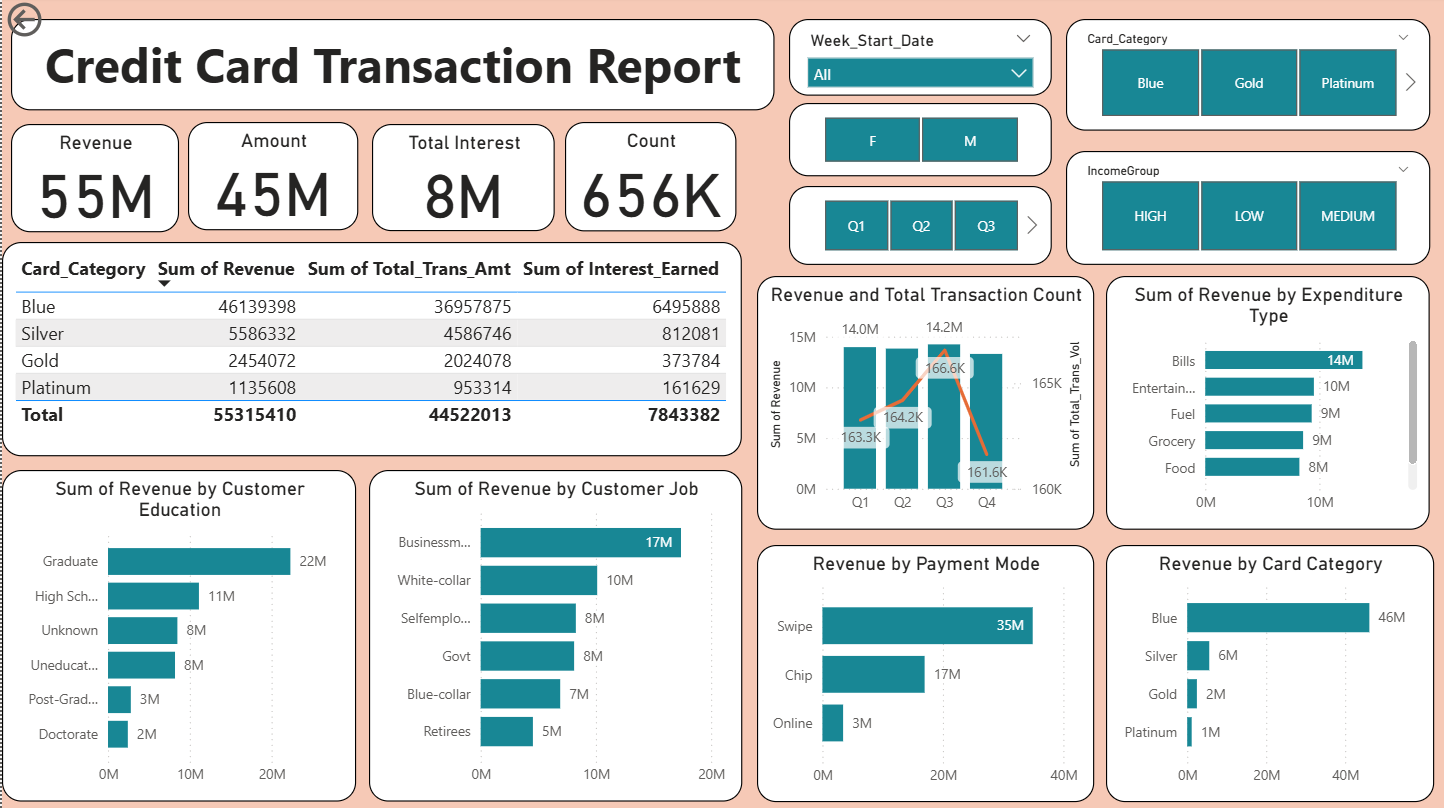 Credit Card Transaction Report
Week_Start_Date
All
F M
Q1 Q2 Q3
Card_Category
Blue Gold Platinum
IncomeGroup
HIGH LOW MEDIUM
Revenue
55M
Amount
45M
Total Interest
8M
Count
656K
Card_Category Sum of Revenue Sum of Total_Trans_Amt Sum of Interest_Earned
Blue 46139398 36957875 6495888
Silver 5586332 4586746 812081
Gold 2454072 2024078 373784
Platinum 1135608 953314 161629
Total 55315410 44522013 7843382
Revenue and Total Transaction Count
Sum of Revenue
15M
10M
5M
0M
14.0M 14.2M
163.3K 164.2K 166.6K 161.6K
Q1 Q2 Q3 Q4
165K
160K
Sum of Total_Trans_Vol
Sum of Revenue by Expenditure
Type
Bills 14M
Entertain... 10M
Fuel 9M
Grocery 9M
Food 8M
0M 10M
Sum of Revenue by Customer
Education
Graduate 22M
High Sch... 11M
Unknown 8M
Uneducat... 8M
Post-Grad... 3M
Doctorate 2M
0M 10M 20M
Sum of Revenue by Customer Job
Businessm... 17M
White-collar 10M
Selfemplo... 8M
Govt 8M
Blue-collar 7M
Retirees 5M
0M 10M 20M
Revenue by Payment Mode
Swipe 35M
Chip 17M
Online 3M
0M 20M 40M
Revenue by Card Category
Blue 46M
Silver 6M
Gold 2M
Platinum 1M
0M 20M 40M